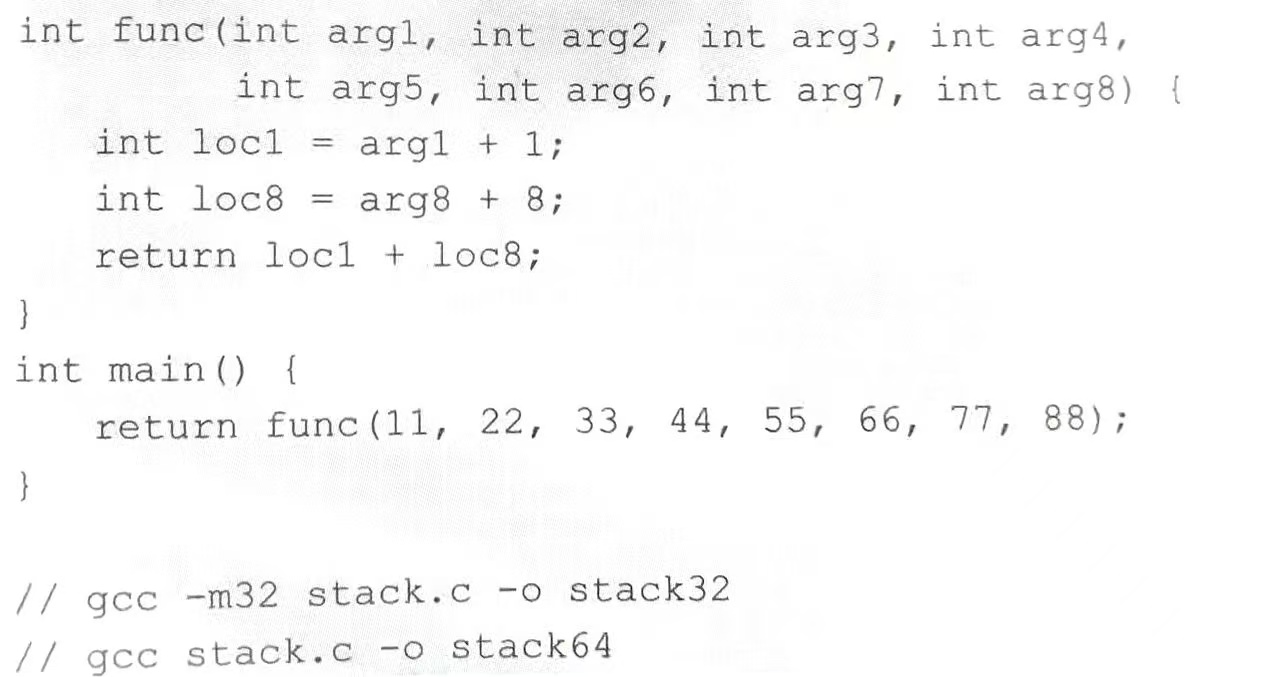 int func(int arg1, int arg2, int arg3, int arg4,
int arg5, int arg6, int arg7, int arg8) {
int loc1 = arg1 + 1;
int loc8 = arg8 + 8;
return loc1 + loc8;
}
int main() {
return func(11, 22, 33, 44, 55, 66, 77, 88);
}
// gcc -m32 stack.c -o stack32
// gcc stack.c -o stack64